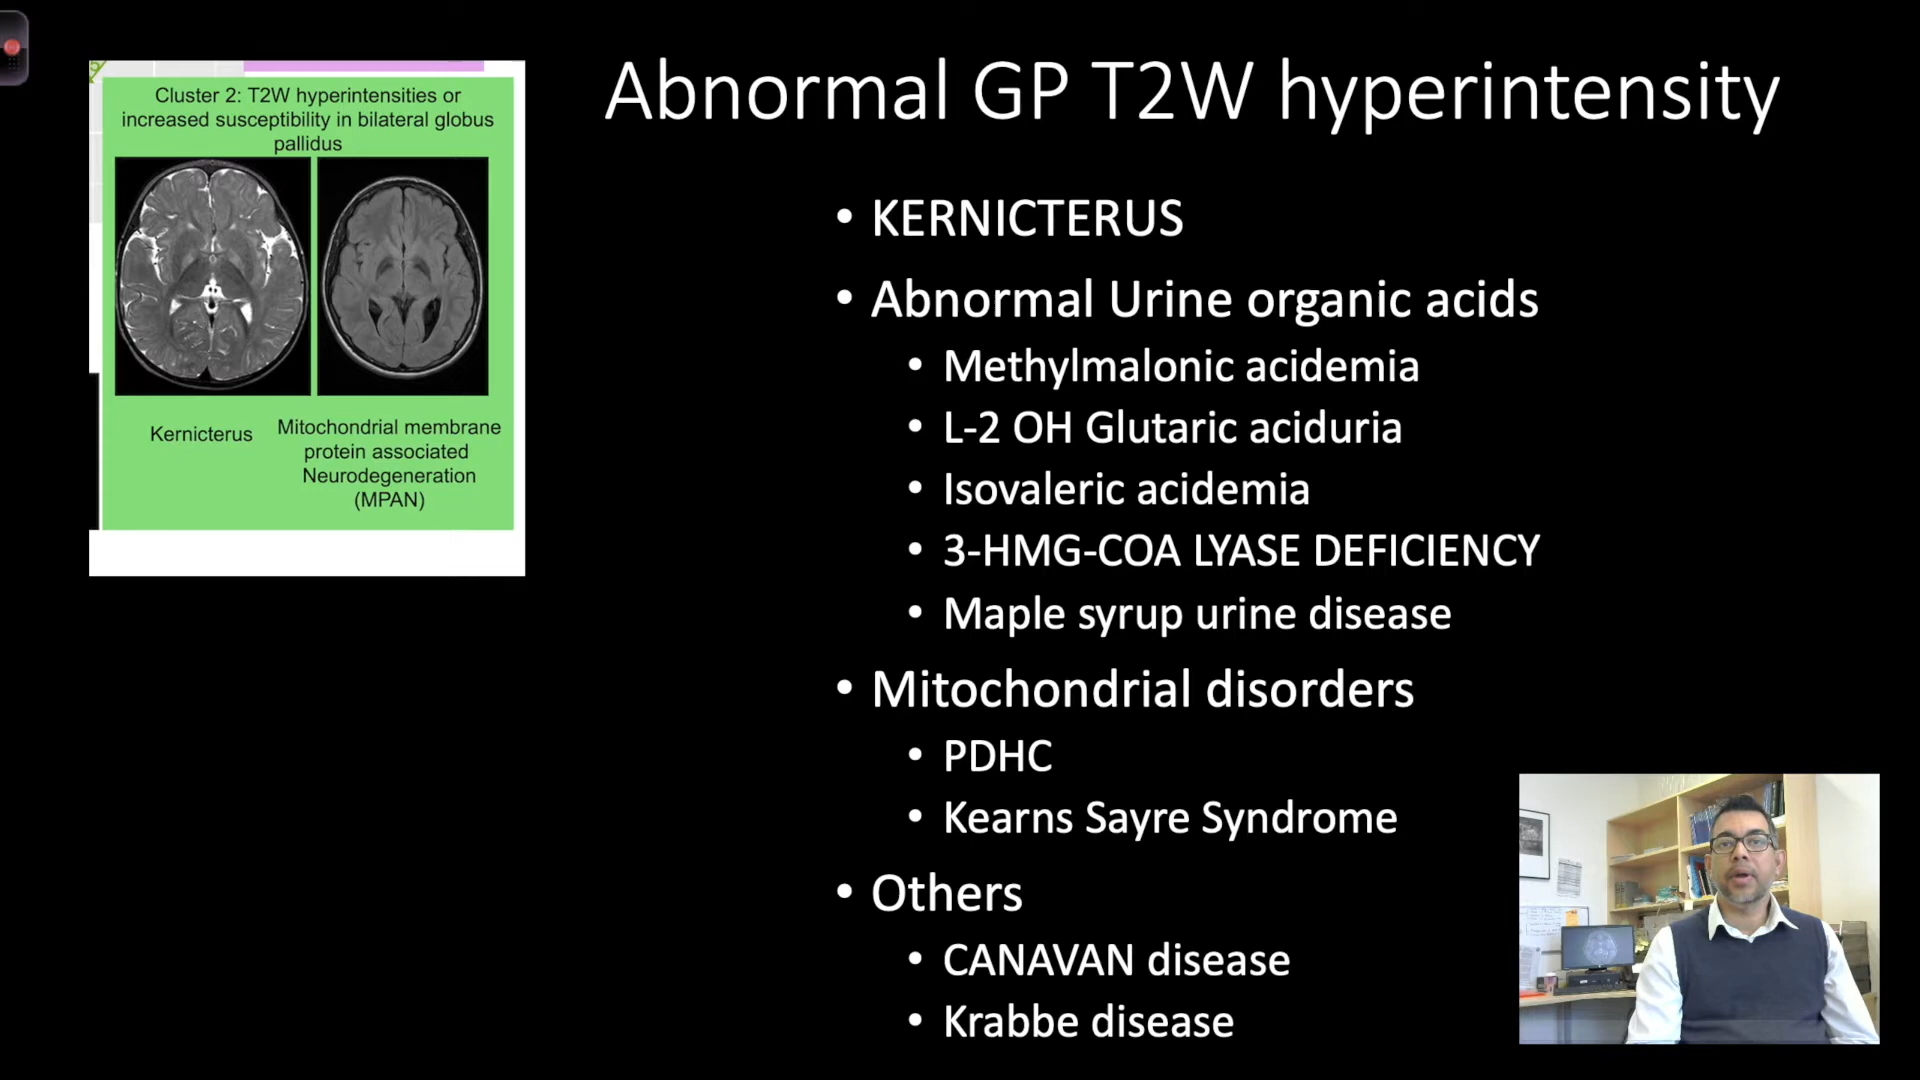 Abnormal GP T2W hyperintensity
Cluster 2: T2W hyperintensities or
increased susceptibility in bilateral globus
pallidus
Kernicterus
Mitochondrial membrane
protein associated
Neurodegeneration
(MPAN)
• KERNICTERUS
• Abnormal Urine organic acids
• Methylmalonic acidemia
• L-2 OH Glutaric aciduria
• Isovaleric acidemia
• 3-HMG-COA LYASE DEFICIENCY
• Maple syrup urine disease
• Mitochondrial disorders
• PDHC
• Kearns Sayre Syndrome
• Others
• CANAVAN disease
• Krabbe disease